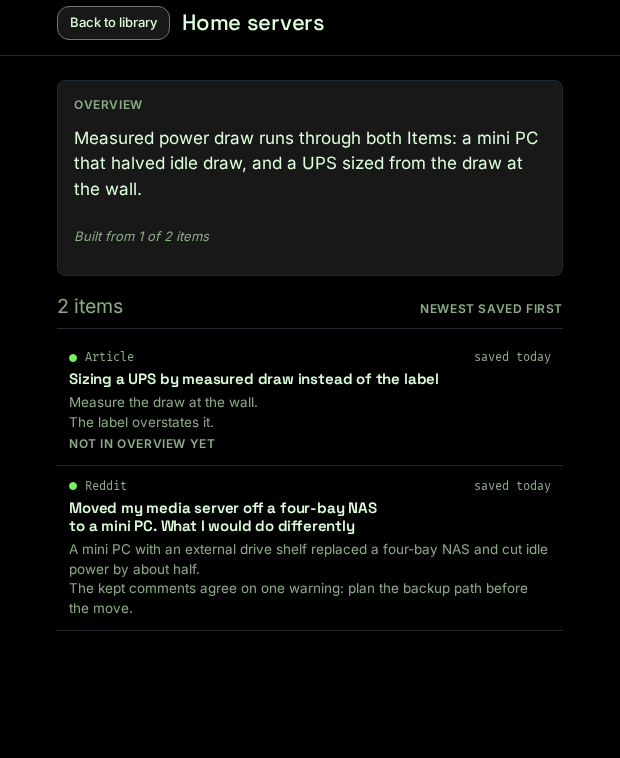 Back to library
Home servers
OVERVIEW
Measured power draw runs through both Items: a mini PC
that halved idle draw, and a UPS sized from the draw at
the wall.
Built from 1 of 2 items
2 items
NEWEST SAVED FIRST
Article
saved today
Sizing a UPS by measured draw instead of the label
Measure the draw at the wall.
The label overstates it.
NOT IN OVERVIEW YET
Reddit
saved today
Moved my media server off a four-bay NAS
to a mini PC. What I would do differently
A mini PC with an external drive shelf replaced a four-bay NAS and cut idle
power by about half.
The kept comments agree on one warning: plan the backup path before
the move.